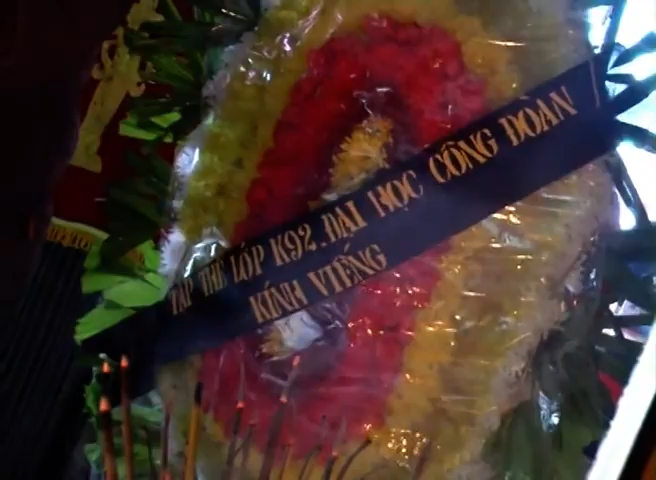 TẬP THỂ LỚP K92. ĐẠI HỌC CÔNG ĐOÀN
KÍNH VIẾNG